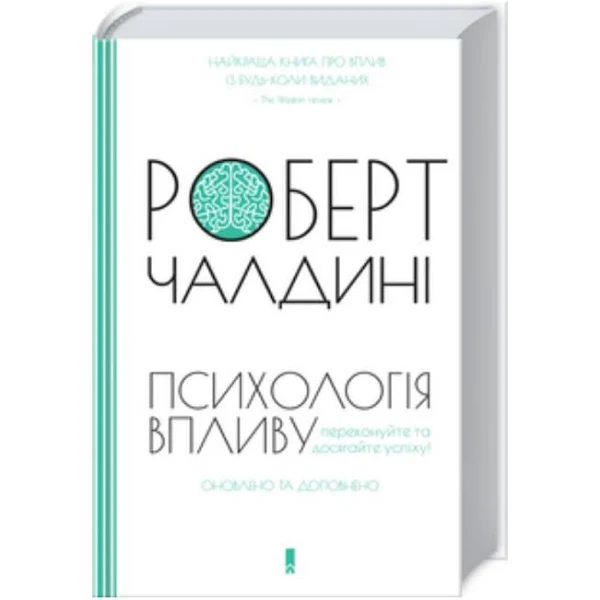 НАЙКРАЩА КНИГА ПРО ВПЛИВ
ІЗ БУДЬ-КОЛИ ВИДАНИХ
РОБЕРТ
ЧАЛДИНІ
ПСИХОЛОГІЯ
ВПЛИВУ
переконуйте та
досягайте успіху!
ОНОВЛЕНО ТА ДОПОВНЕНО